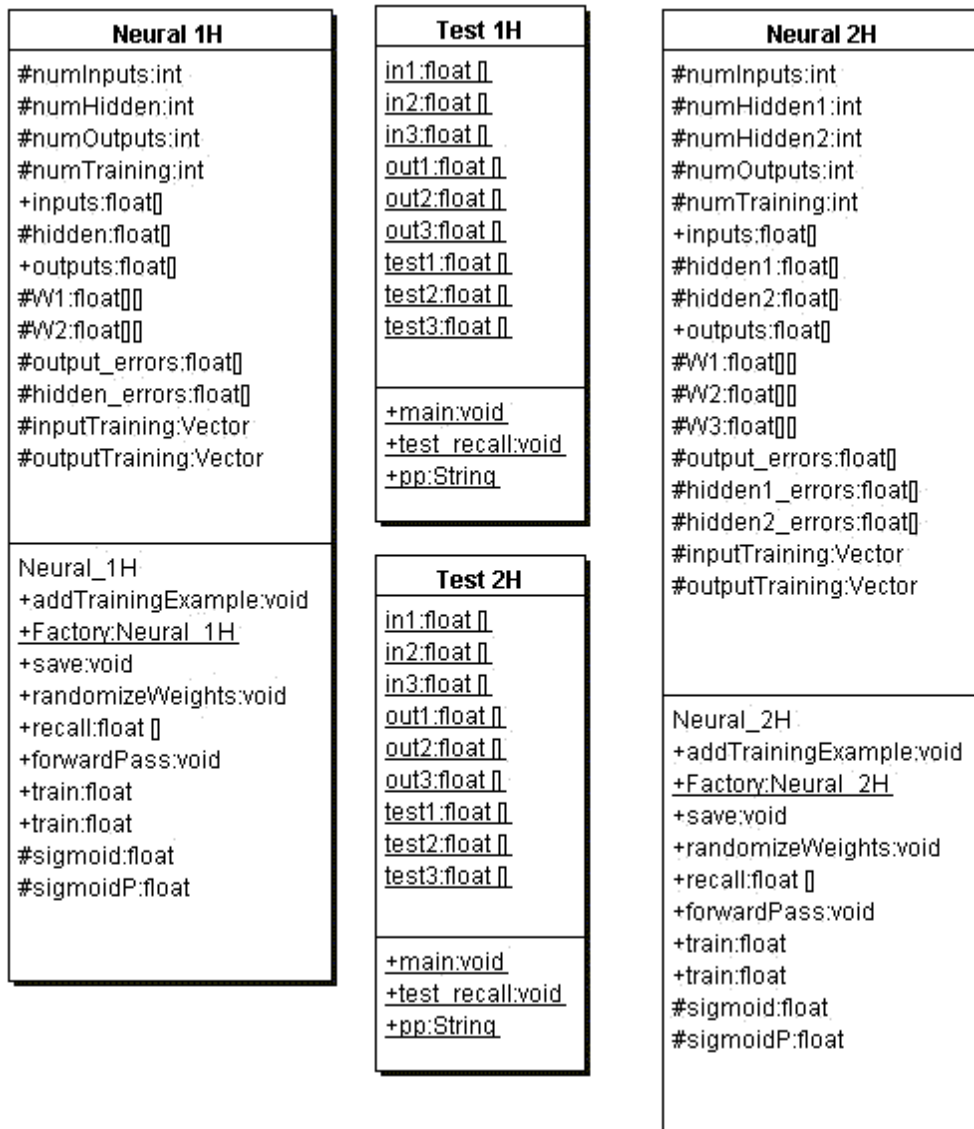 Neural 1H
#numInputs:int
#numHidden:int
#numOutputs:int
#numTraining:int
+inputs:float[]
#hidden:float[]
+outputs:float[]
#W1:float[][]
#W2:float[][]
#output_errors:float[]
#hidden_errors:float[]
#inputTraining:Vector
#outputTraining:Vector
Neural_1H
+addTrainingExample:void
+Factory:Neural_1H
+save:void
+randomizeWeights:void
+recall:float []
+forwardPass:void
+train:float
+train:float
#sigmoid:float
#sigmoidP:float
Test 1H
in1:float []
in2:float []
in3:float []
out1:float []
out2:float []
out3:float []
test1:float []
test2:float []
test3:float []
+main:void
+test_recall:void
+pp:String
Test 2H
in1:float []
in2:float []
in3:float []
out1:float []
out2:float []
out3:float []
test1:float []
test2:float []
test3:float []
+main:void
+test_recall:void
+pp:String
Neural 2H
#numInputs:int
#numHidden1:int
#numHidden2:int
#numOutputs:int
#numTraining:int
+inputs:float[]
#hidden1:float[]
#hidden2:float[]
+outputs:float[]
#W1:float[][]
#W2:float[][]
#W3:float[][]
#output_errors:float[]
#hidden1_errors:float[]
#hidden2_errors:float[]
#inputTraining:Vector
#outputTraining:Vector
Neural_2H
+addTrainingExample:void
+Factory:Neural_2H
+save:void
+randomizeWeights:void
+recall:float []
+forwardPass:void
+train:float
+train:float
#sigmoid:float
#sigmoidP:float